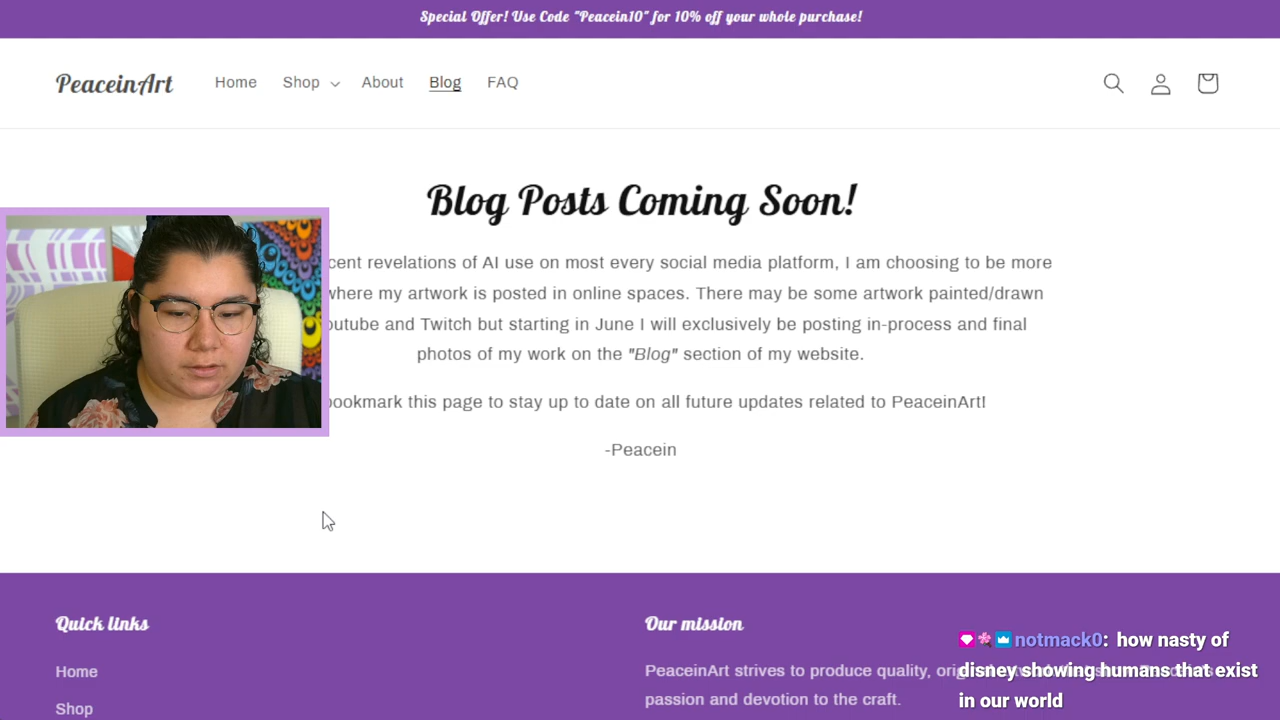 Special Offer! Use Code "Peacein10" for 10% off your whole purchase!
PeaceinArt
Home
Shop
About
Blog
FAQ
Blog Posts Coming Soon!
cent revelations of AI use on most every social media platform, I am choosing to be more
where my artwork is posted in online spaces. There may be some artwork painted/drawn
outube and Twitch but starting in June I will exclusively be posting in-process and final
photos of my work on the "Blog" section of my website.
bookmark this page to stay up to date on all future updates related to PeaceinArt!
-Peacein
Quick links
Home
Shop
Our mission
PeaceinArt strives to produce quality,
passion and devotion to the craft.
notmack0: how nasty of
disney showing humans that exist
in our world